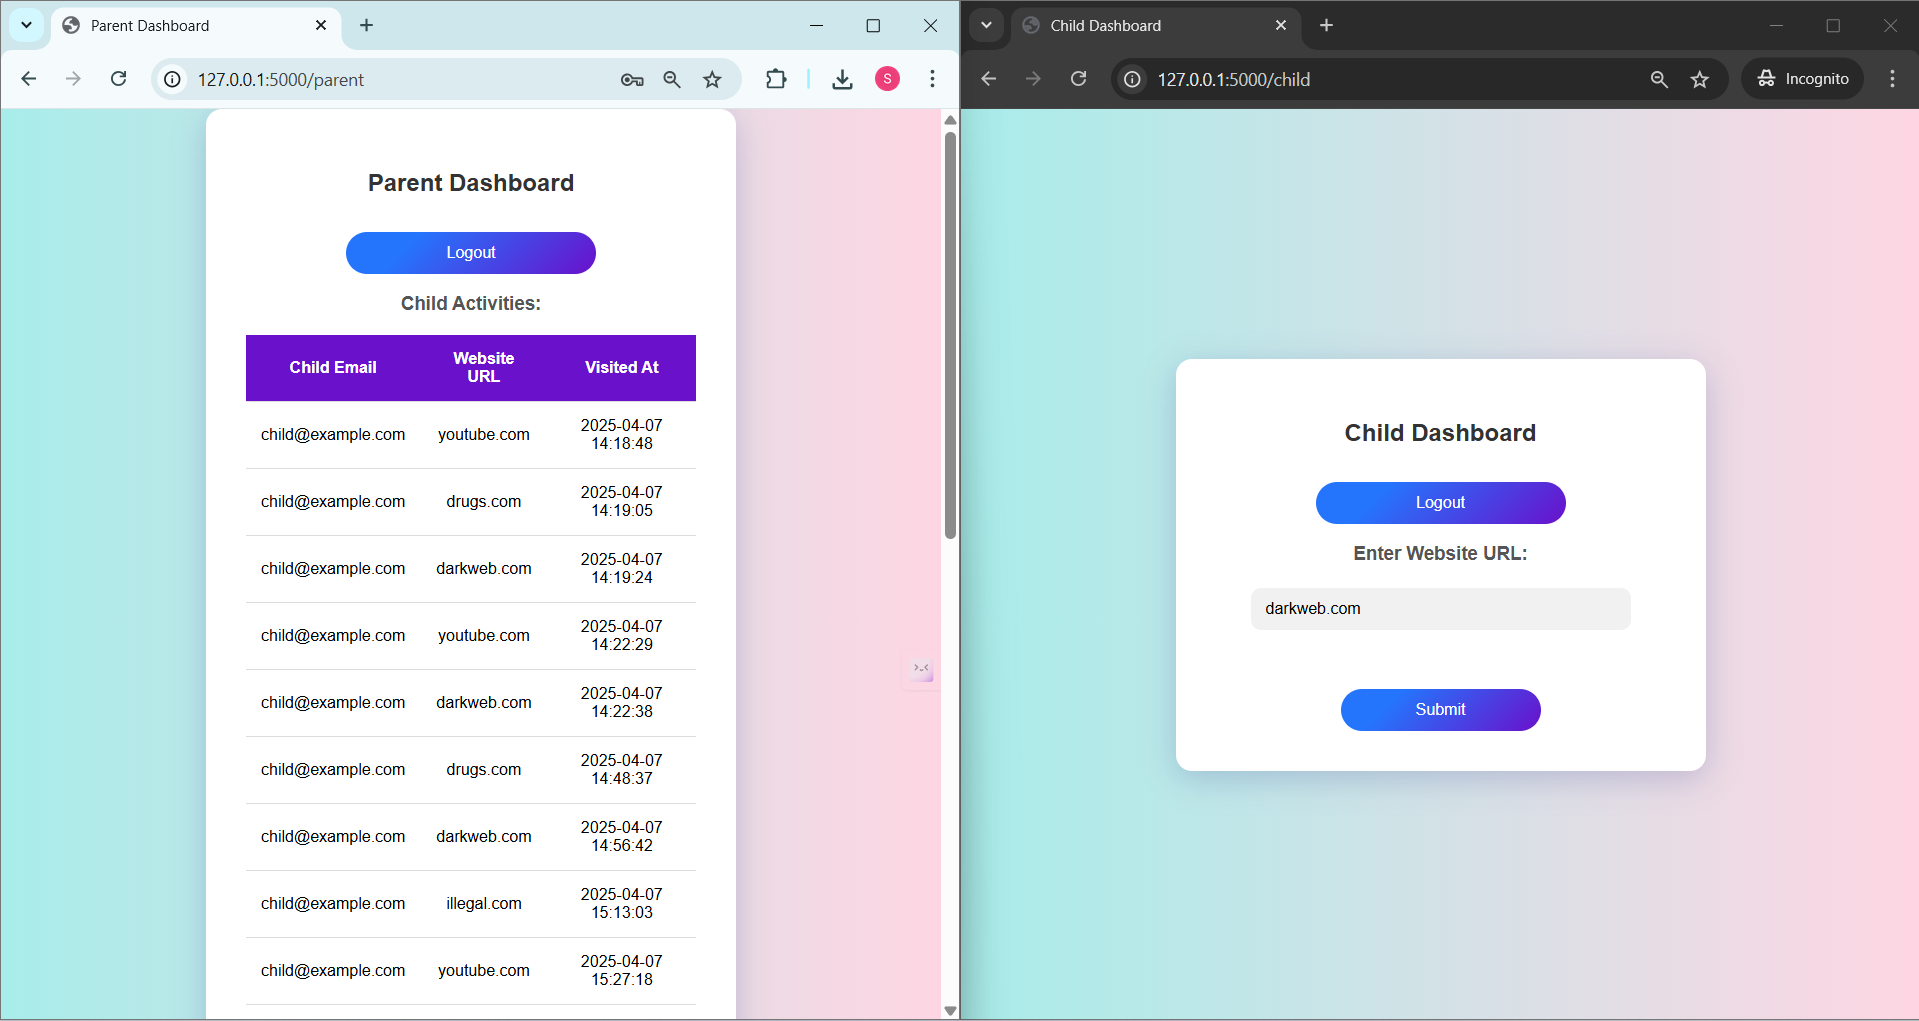 Parent Dashboard
127.0.0.1:5000/parent
S
Parent Dashboard
Logout
Child Activities:
Child Email Website URL Visited At
child@example.com youtube.com 2025-04-07 14:18:48
child@example.com drugs.com 2025-04-07 14:19:05
child@example.com darkweb.com 2025-04-07 14:19:24
child@example.com youtube.com 2025-04-07 14:22:29
child@example.com darkweb.com 2025-04-07 14:22:38
child@example.com drugs.com 2025-04-07 14:48:37
child@example.com darkweb.com 2025-04-07 14:56:42
child@example.com illegal.com 2025-04-07 15:13:03
child@example.com youtube.com 2025-04-07 15:27:18
Child Dashboard
127.0.0.1:5000/child
Incognito
Child Dashboard
Logout
Enter Website URL:
darkweb.com
Submit